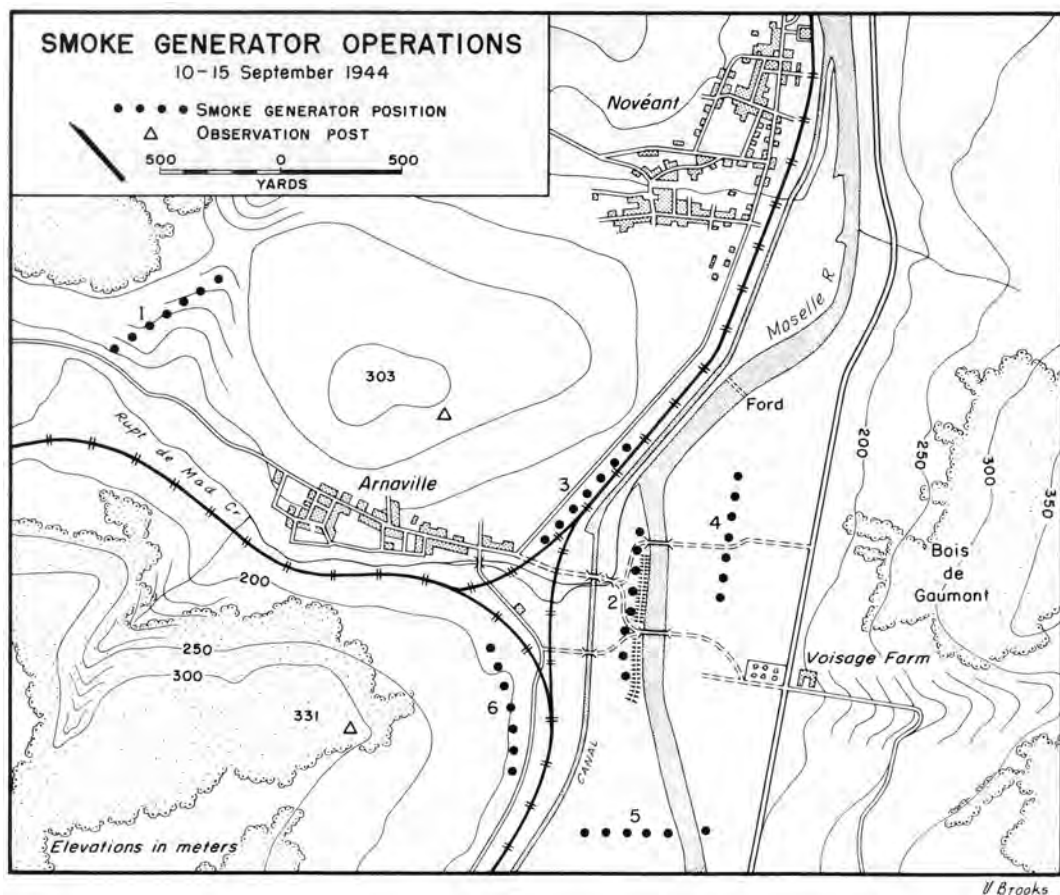 SMOKE GENERATOR OPERATIONS
10–15 September 1944
SMOKE GENERATOR POSITION
OBSERVATION POST
500 0 500
YARDS
Novéant
Moselle R
1
303
Ford
Rupt de Mad Cr
Arnaville
3
4
200
250
300
350
Bois
de
Gaumont
200
2
250
300
Voisage Farm
331
6
CANAL
5
Elevations in meters
V Brooks